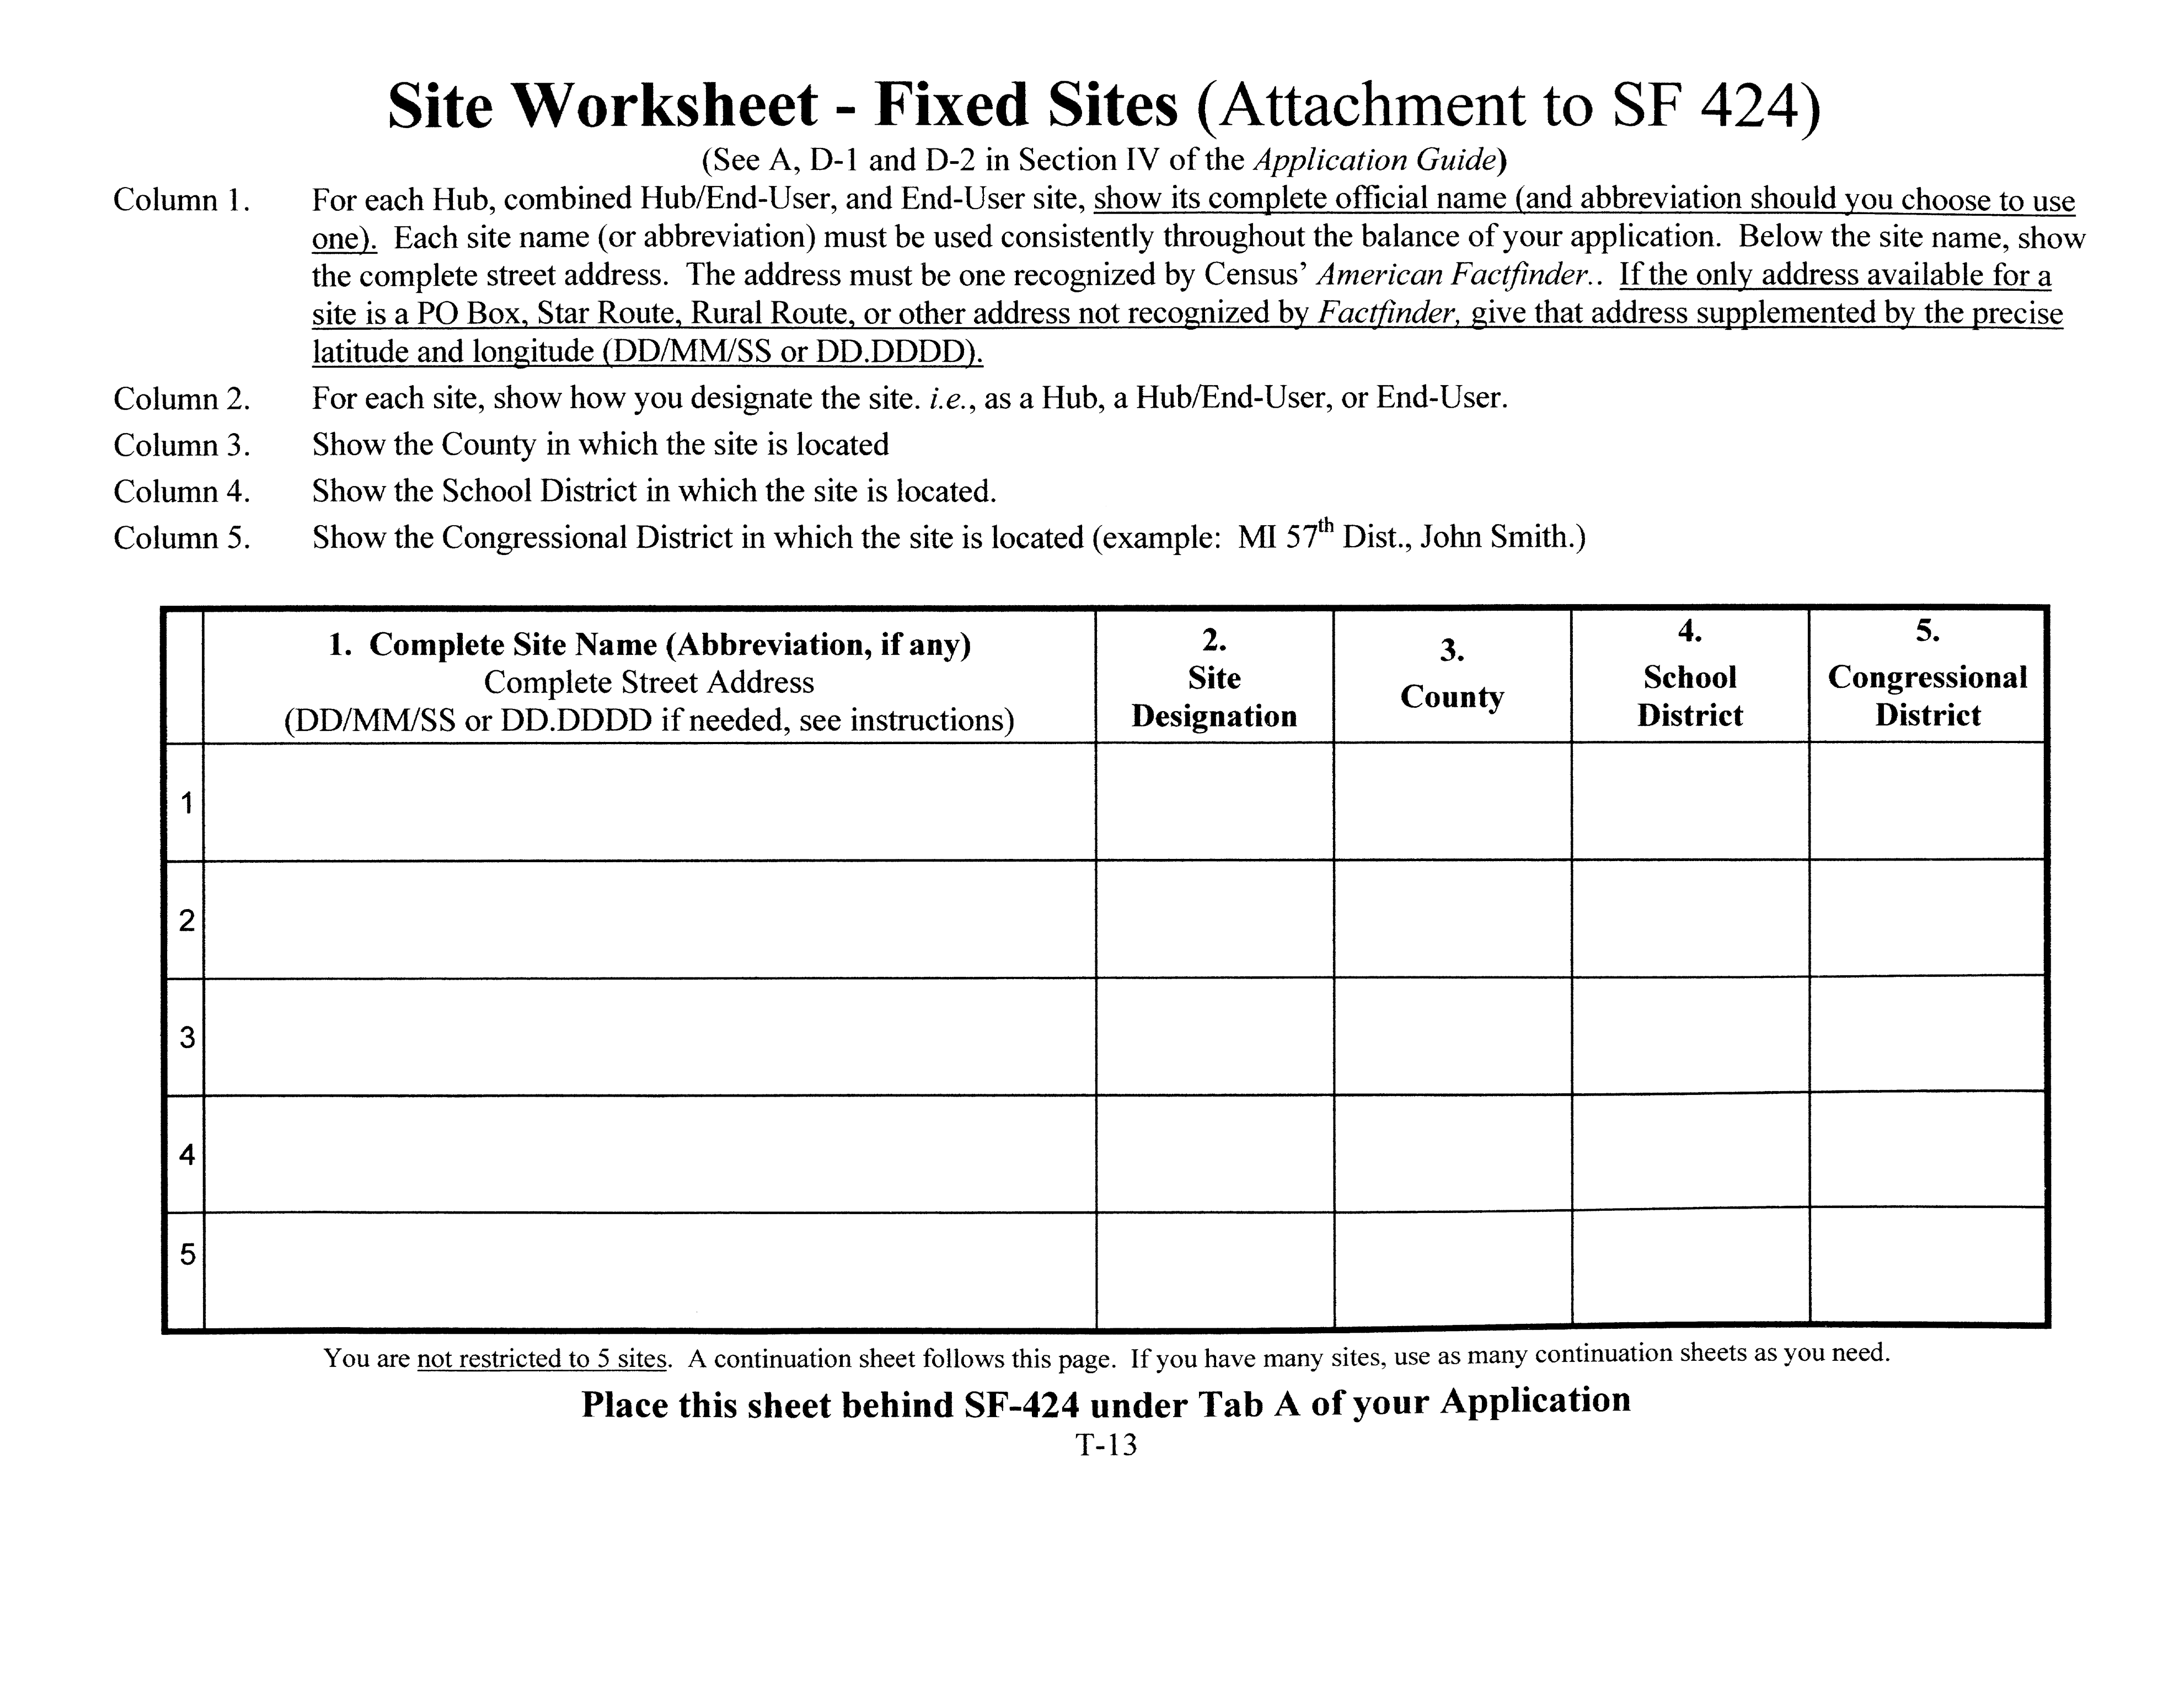 Site Worksheet - Fixed Sites (Attachment to SF 424)
(See A, D-1 and D-2 in Section IV of the Application Guide)
Column 1. For each Hub, combined Hub/End-User, and End-User site, show its complete official name (and abbreviation should you choose to use
one). Each site name (or abbreviation) must be used consistently throughout the balance of your application. Below the site name, show
the complete street address. The address must be one recognized by Census' American Factfinder.. If the only address available for a
site is a PO Box, Star Route, Rural Route, or other address not recognized by Factfinder, give that address supplemented by the precise
latitude and longitude (DD/MM/SS or DD.DDDD).
Column 2. For each site, show how you designate the site. i.e., as a Hub, a Hub/End-User, or End-User.
Column 3. Show the County in which the site is located
Column 4. Show the School District in which the site is located.
Column 5. Show the Congressional District in which the site is located (example: MI 57th Dist., John Smith.)
1. Complete Site Name (Abbreviation, if any)
Complete Street Address
(DD/MM/SS or DD.DDDD if needed, see instructions)
2.
Site
Designation
3.
County
4.
School
District
5.
Congressional
District
1
2
3
4
5
You are not restricted to 5 sites. A continuation sheet follows this page. If you have many sites, use as many continuation sheets as you need.
Place this sheet behind SF-424 under Tab A of your Application
T-13